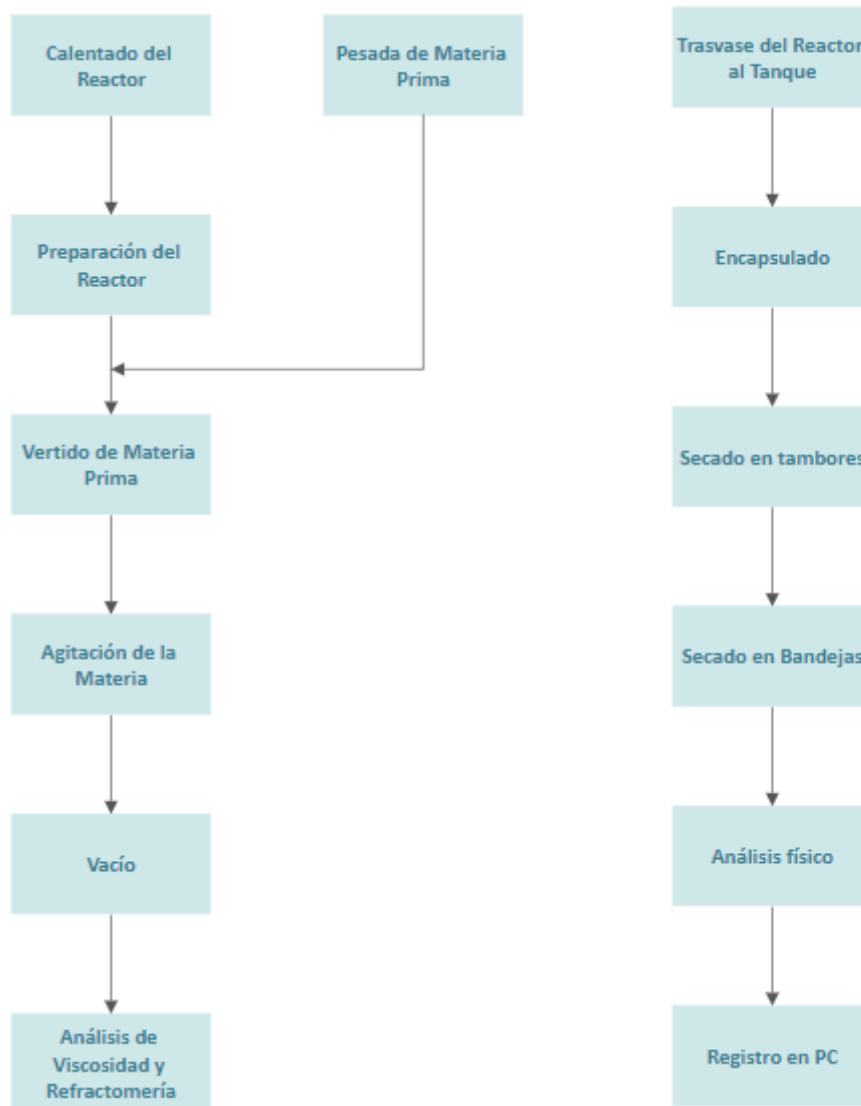 Calentado del
Reactor
Pesada de Materia
Prima
Preparación del
Reactor
Vertido de Materia
Prima
Agitación de la
Materia
Vacío
Análisis de
Viscosidad y
Refractomería
Trasvase del Reactor
al Tanque
Encapsulado
Secado en tambores
Secado en Bandejas
Análisis físico
Registro en PC